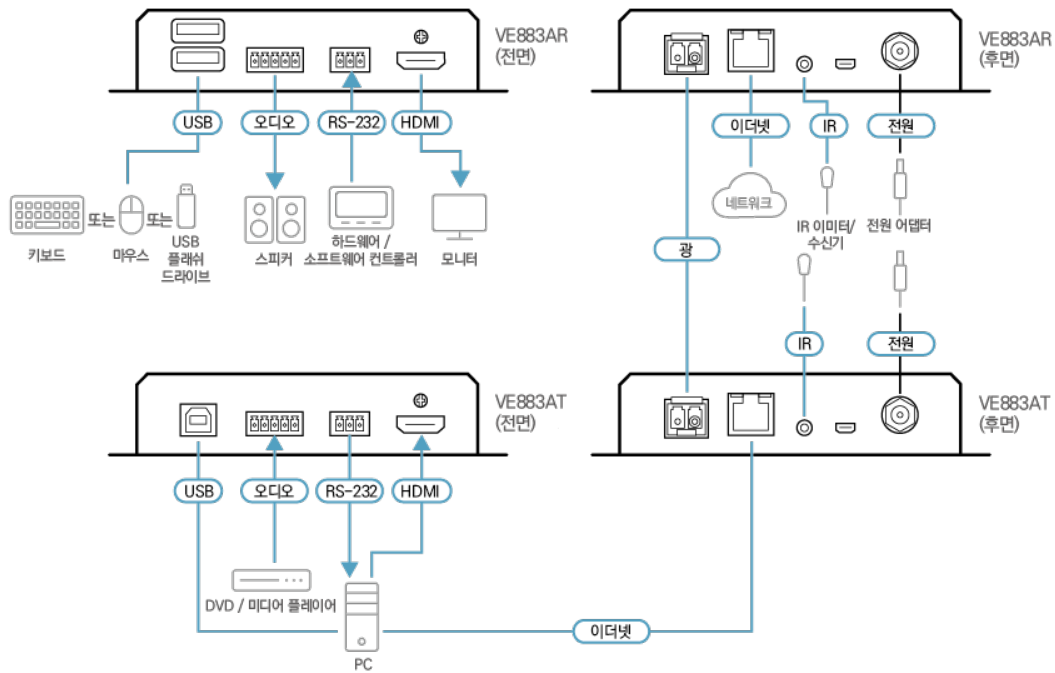 VE883AR
(전면)
USB
오디오
RS-232
HDMI
키보드
또는
마우스
또는
USB
플래쉬
드라이브
스피커
하드웨어 /
소프트웨어 컨트롤러
모니터
VE883AR
(후면)
이더넷
IR
전원
네트워크
IR 이미터/
수신기
전원 어댑터
광
IR
전원
VE883AT
(전면)
USB
오디오
RS-232
HDMI
DVD / 미디어 플레이어
PC
VE883AT
(후면)
이더넷